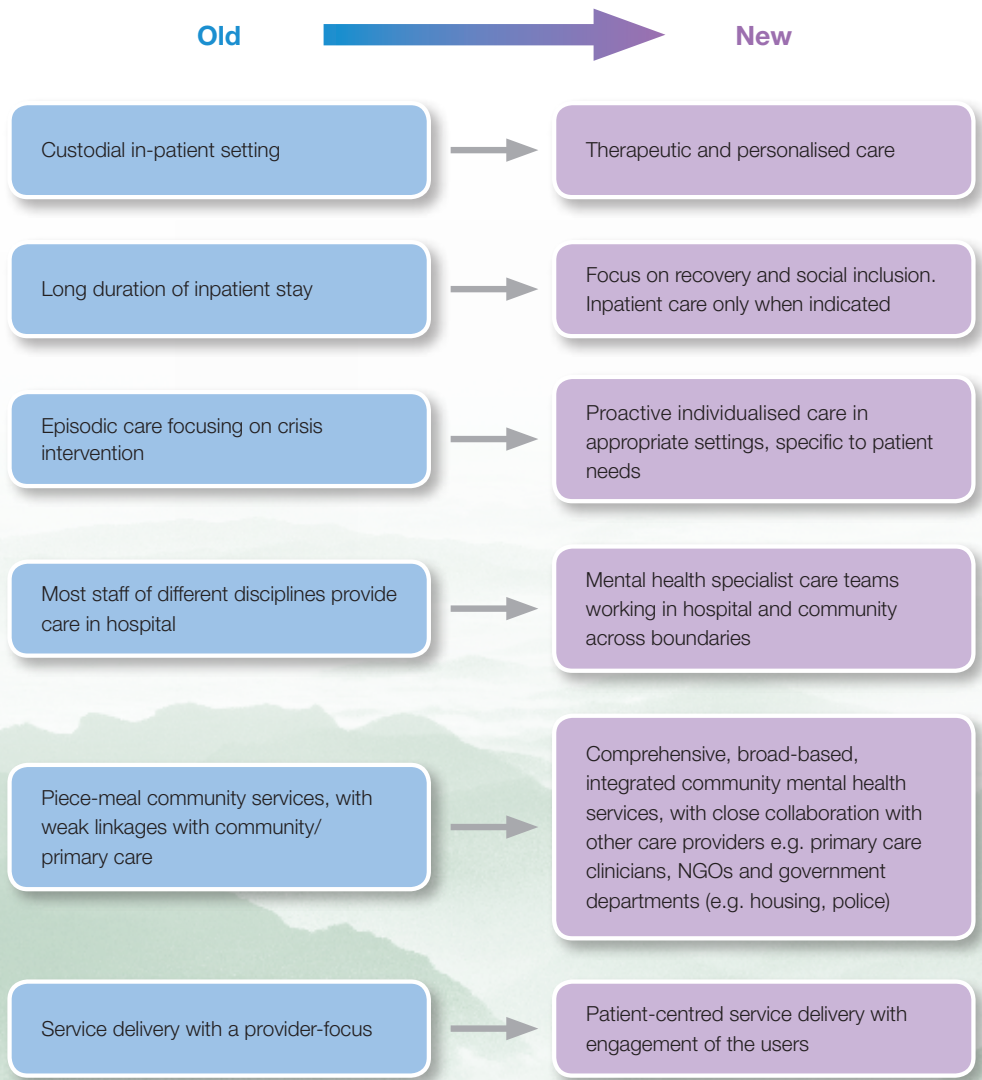 Old
New
Custodial in-patient setting
Therapeutic and personalised care
Long duration of inpatient stay
Focus on recovery and social inclusion.
Inpatient care only when indicated
Episodic care focusing on crisis
intervention
Proactive individualised care in
appropriate settings, specific to patient
needs
Most staff of different disciplines provide
care in hospital
Mental health specialist care teams
working in hospital and community
across boundaries
Piece-meal community services, with
weak linkages with community/
primary care
Comprehensive, broad-based,
integrated community mental health
services, with close collaboration with
other care providers e.g. primary care
clinicians, NGOs and government
departments (e.g. housing, police)
Service delivery with a provider-focus
Patient-centred service delivery with
engagement of the users